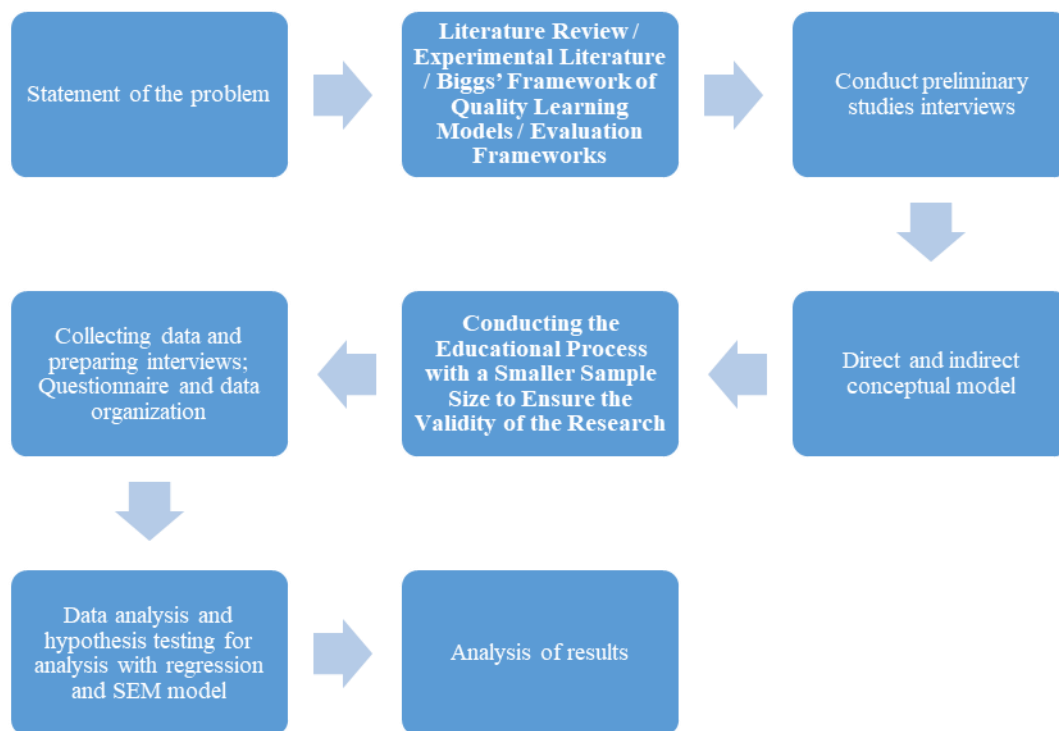 Statement of the problem
Literature Review /
Experimental Literature
/ Biggs’ Framework of
Quality Learning
Models / Evaluation
Frameworks
Conduct preliminary
studies interviews
Direct and indirect
conceptual model
Conducting the
Educational Process
with a Smaller Sample
Size to Ensure the
Validity of the Research
Collecting data and
preparing interviews;
Questionnaire and data
organization
Data analysis and
hypothesis testing for
analysis with regression
and SEM model
Analysis of results